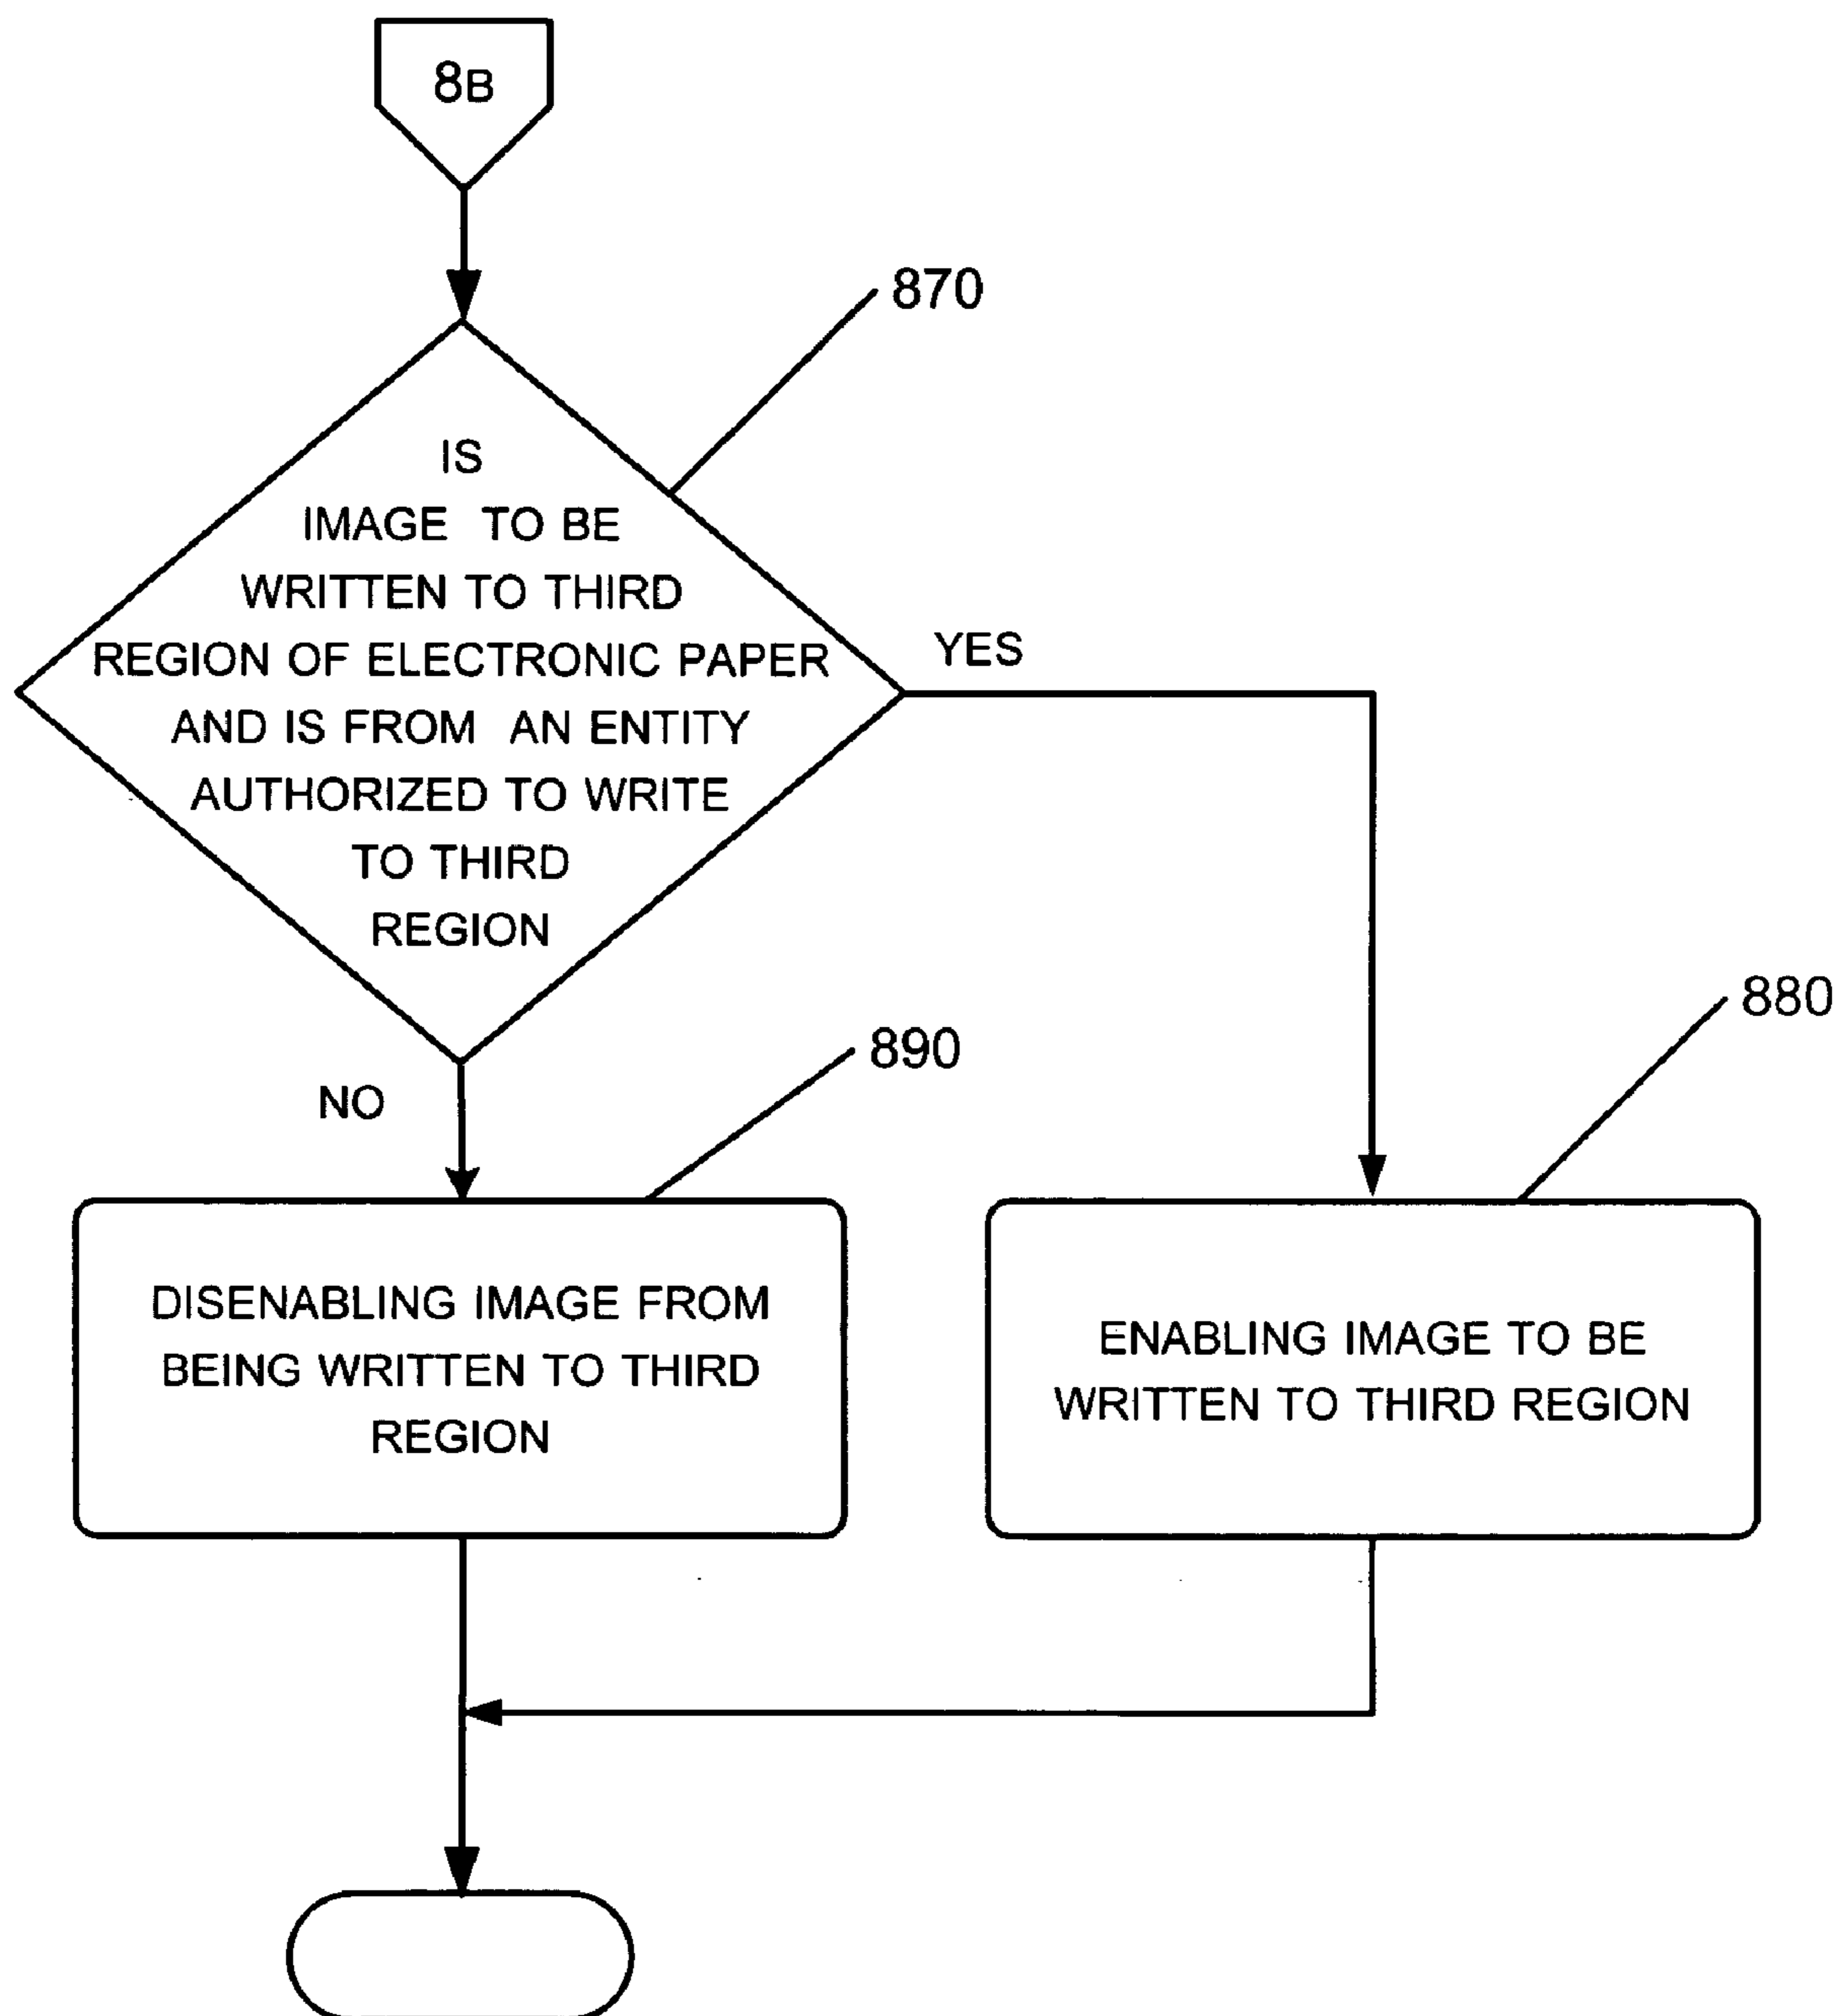 8B
870
IS
IMAGE TO BE
WRITTEN TO THIRD
REGION OF ELECTRONIC PAPER
AND IS FROM AN ENTITY
AUTHORIZED TO WRITE
TO THIRD
REGION
YES
NO
890
880
DISENABLING IMAGE FROM
BEING WRITTEN TO THIRD
REGION
ENABLING IMAGE TO BE
WRITTEN TO THIRD REGION